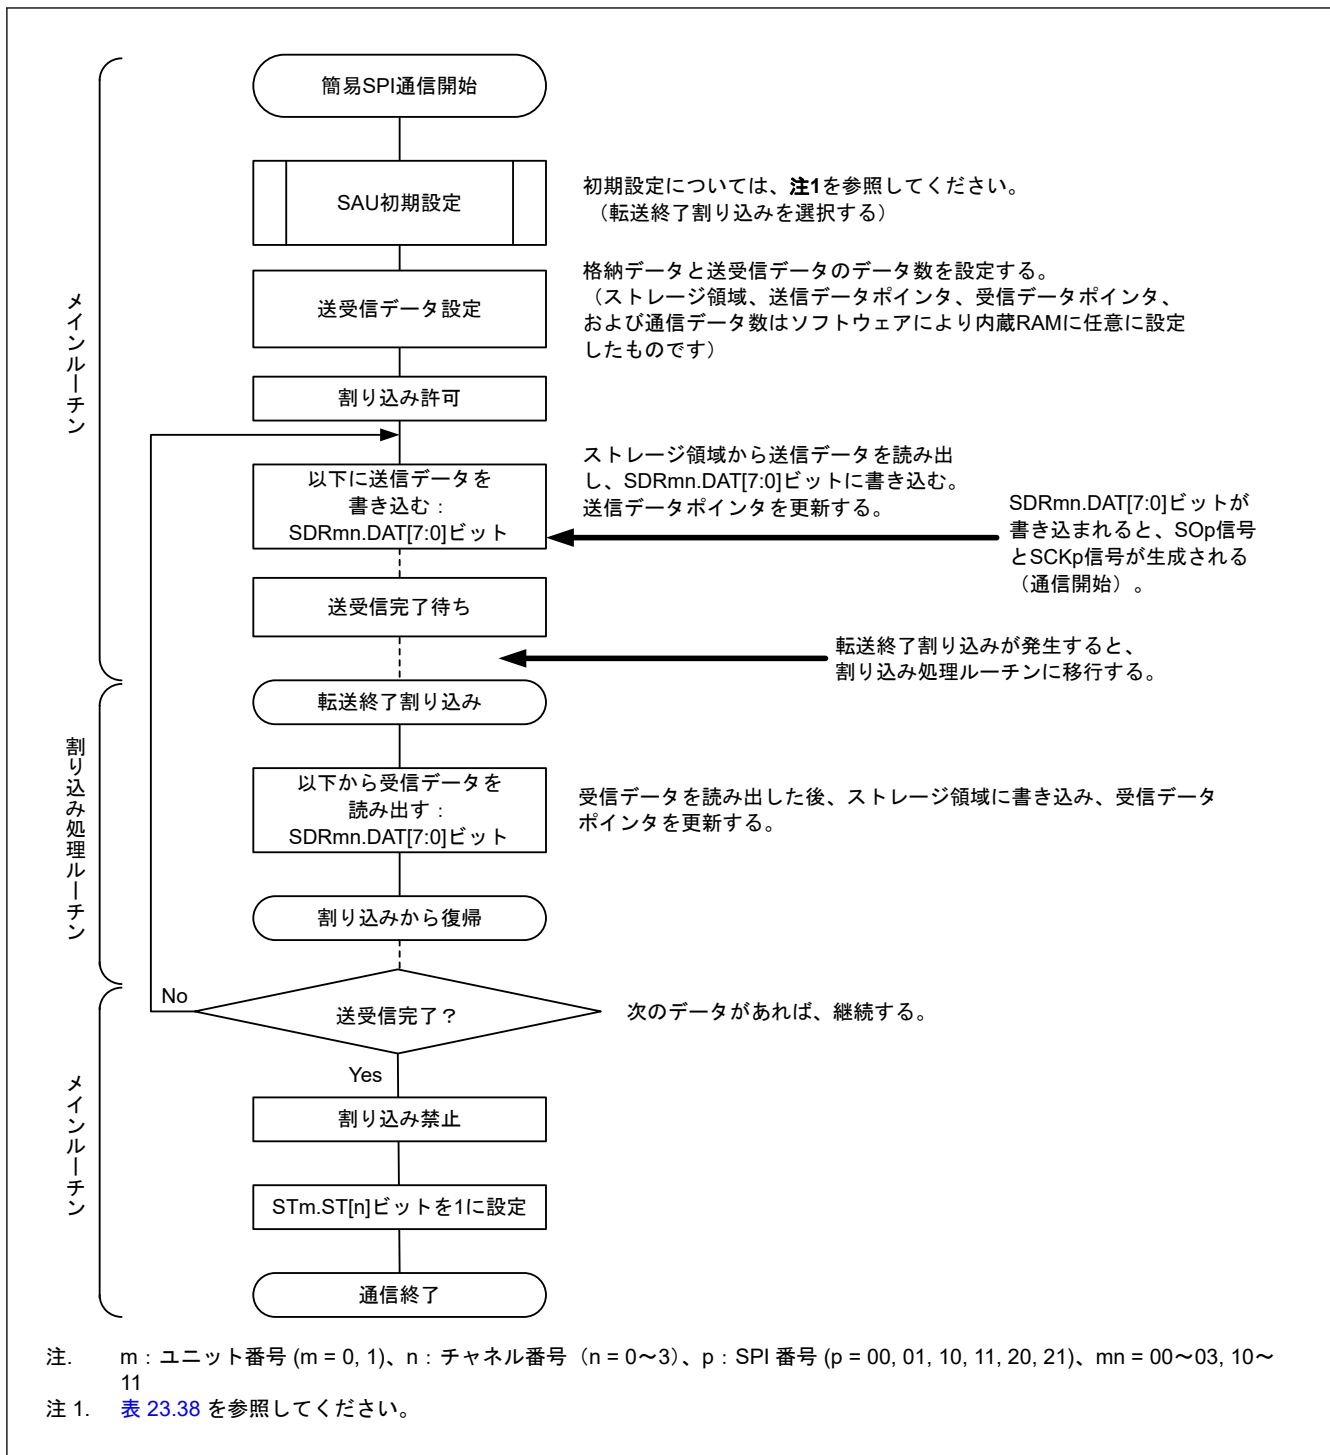 簡易SPI通信開始
SAU初期設定
初期設定については、注1を参照してください。
（転送終了割り込みを選択する）
メインルーチン
送受信データ設定
格納データと送受信データのデータ数を設定する。
（ストレージ領域、送信データポインタ、受信データポインタ、
および通信データ数はソフトウェアにより内蔵RAMに任意に設定
したものです）
割り込み許可
以下に送信データを
書き込む：
SDRmn.DAT[7:0]ビット
ストレージ領域から送信データを読み出
し、SDRmn.DAT[7:0]ビットに書き込む。
送信データポインタを更新する。
SDRmn.DAT[7:0]ビットが
書き込まれると、SOp信号
とSCKp信号が生成される
（通信開始）。
送受信完了待ち
転送終了割り込みが発生すると、
割り込み処理ルーチンに移行する。
割り込み処理ルーチン
転送終了割り込み
以下から受信データを
読み出す：
SDRmn.DAT[7:0]ビット
受信データを読み出した後、ストレージ領域に書き込み、受信データ
ポインタを更新する。
割り込みから復帰
No
送受信完了？
次のデータがあれば、継続する。
Yes
メインルーチン
割り込み禁止
STm.ST[n]ビットを1に設定
通信終了
注. m：ユニット番号 (m = 0, 1)、n：チャネル番号（n = 0～3）、p：SPI 番号 (p = 00, 01, 10, 11, 20, 21)、mn = 00～03, 10～
11
注 1. 表 23.38 を参照してください。